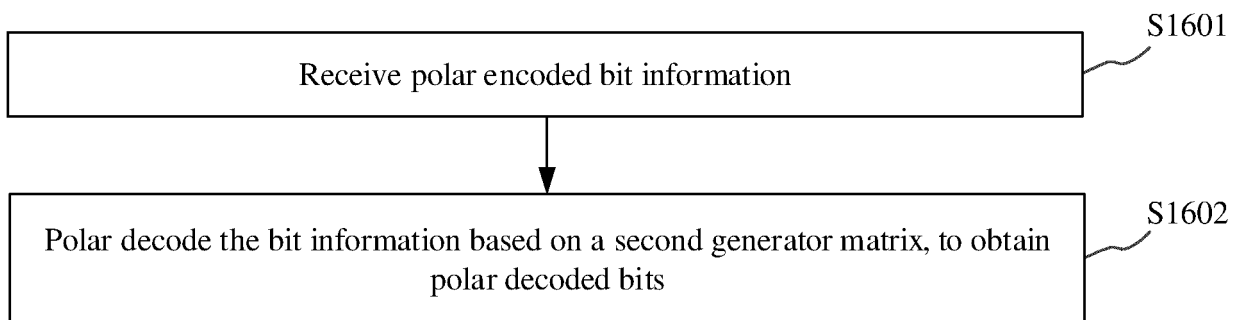 S1601
Receive polar encoded bit information
S1602
Polar decode the bit information based on a second generator matrix, to obtain
polar decoded bits